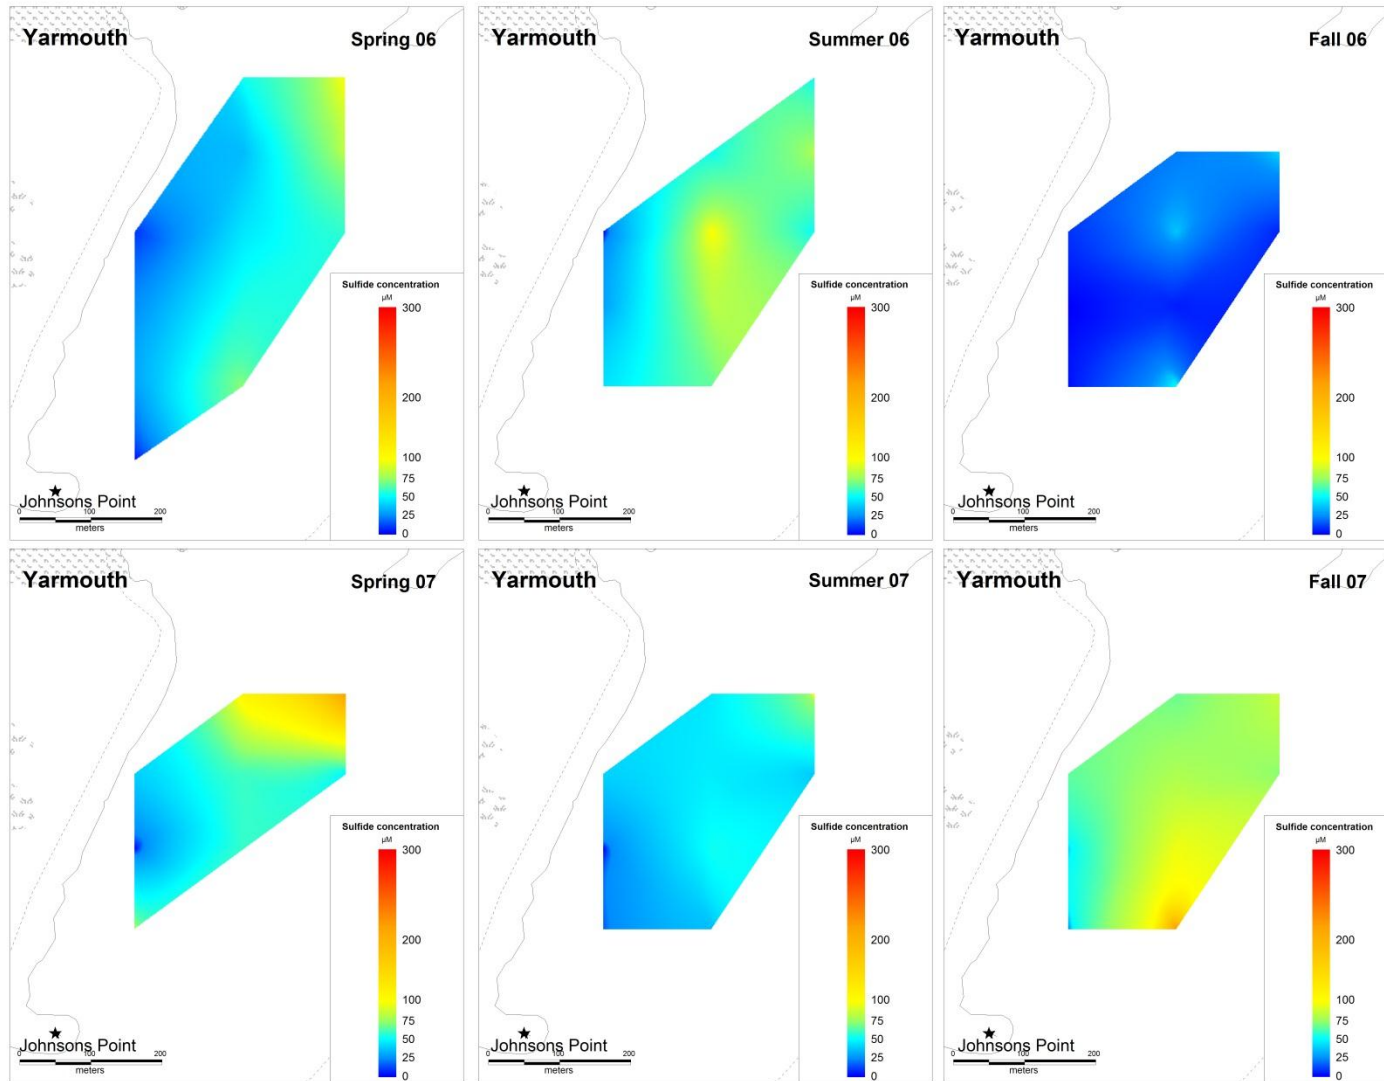 Yarmouth Spring 06
Sulfide concentration
µM
300
200
100
75
50
25
0
Johnsons Point
0 100 200
meters
Yarmouth Summer 06
Sulfide concentration
µM
300
200
100
75
50
25
0
Johnsons Point
0 100 200
meters
Yarmouth Fall 06
Sulfide concentration
µM
300
200
100
75
50
25
0
Johnsons Point
0 100 200
meters
Yarmouth Spring 07
Sulfide concentration
µM
300
200
100
75
50
25
0
Johnsons Point
0 100 200
meters
Yarmouth Summer 07
Sulfide concentration
µM
300
200
100
75
50
25
0
Johnsons Point
0 100 200
meters
Yarmouth Fall 07
Sulfide concentration
µM
300
200
100
75
50
25
0
Johnsons Point
0 100 200
meters